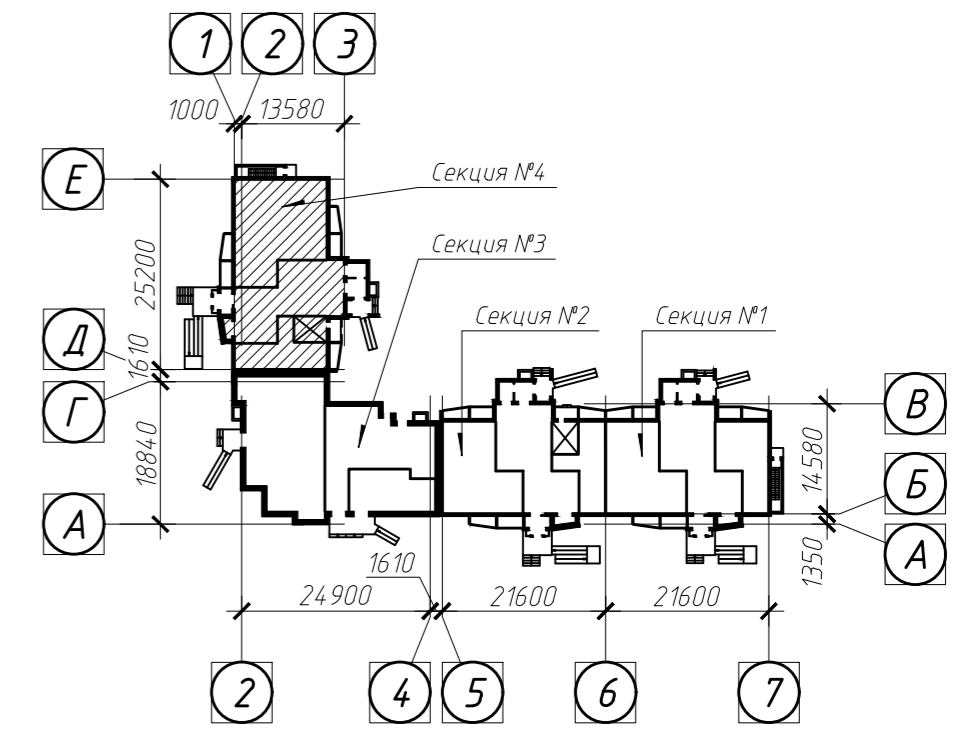 1 2 3
1000 13580
Е
Секция №4
Секция №3
25200
Д
1610
Секция №2 Секция №1
Г
В
18840
14580
Б
А
А
1610
1350
24900 21600 21600
2 4 5 6 7